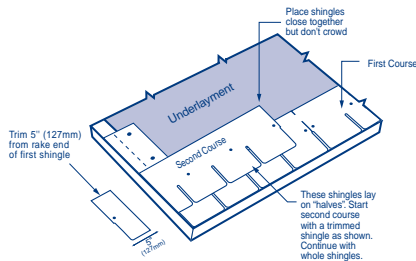 Place shingles
close together
but don't crowd
First Course
Underlayment
Trim 5" (127mm)
from rake end
of first shingle
Second Course
These shingles lay
on "halves". Start
second course
with a trimmed
shingle as shown.
Continue with
whole shingles.
5"
(127mm)